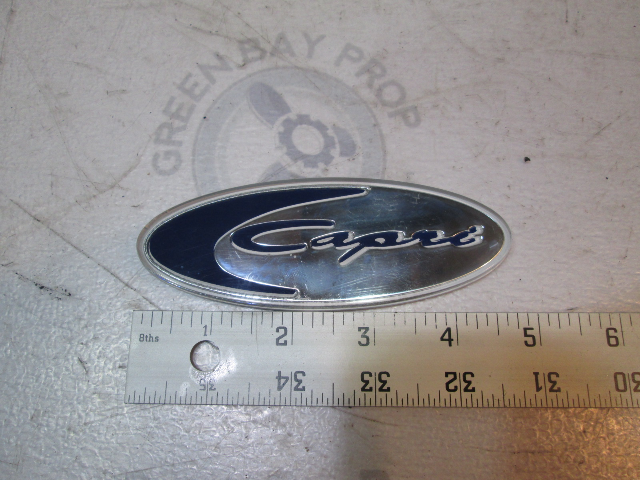 GREEN BAY PROP
Capri
8ths 1 2 3 4 5 6
35 34 33 32 31 30